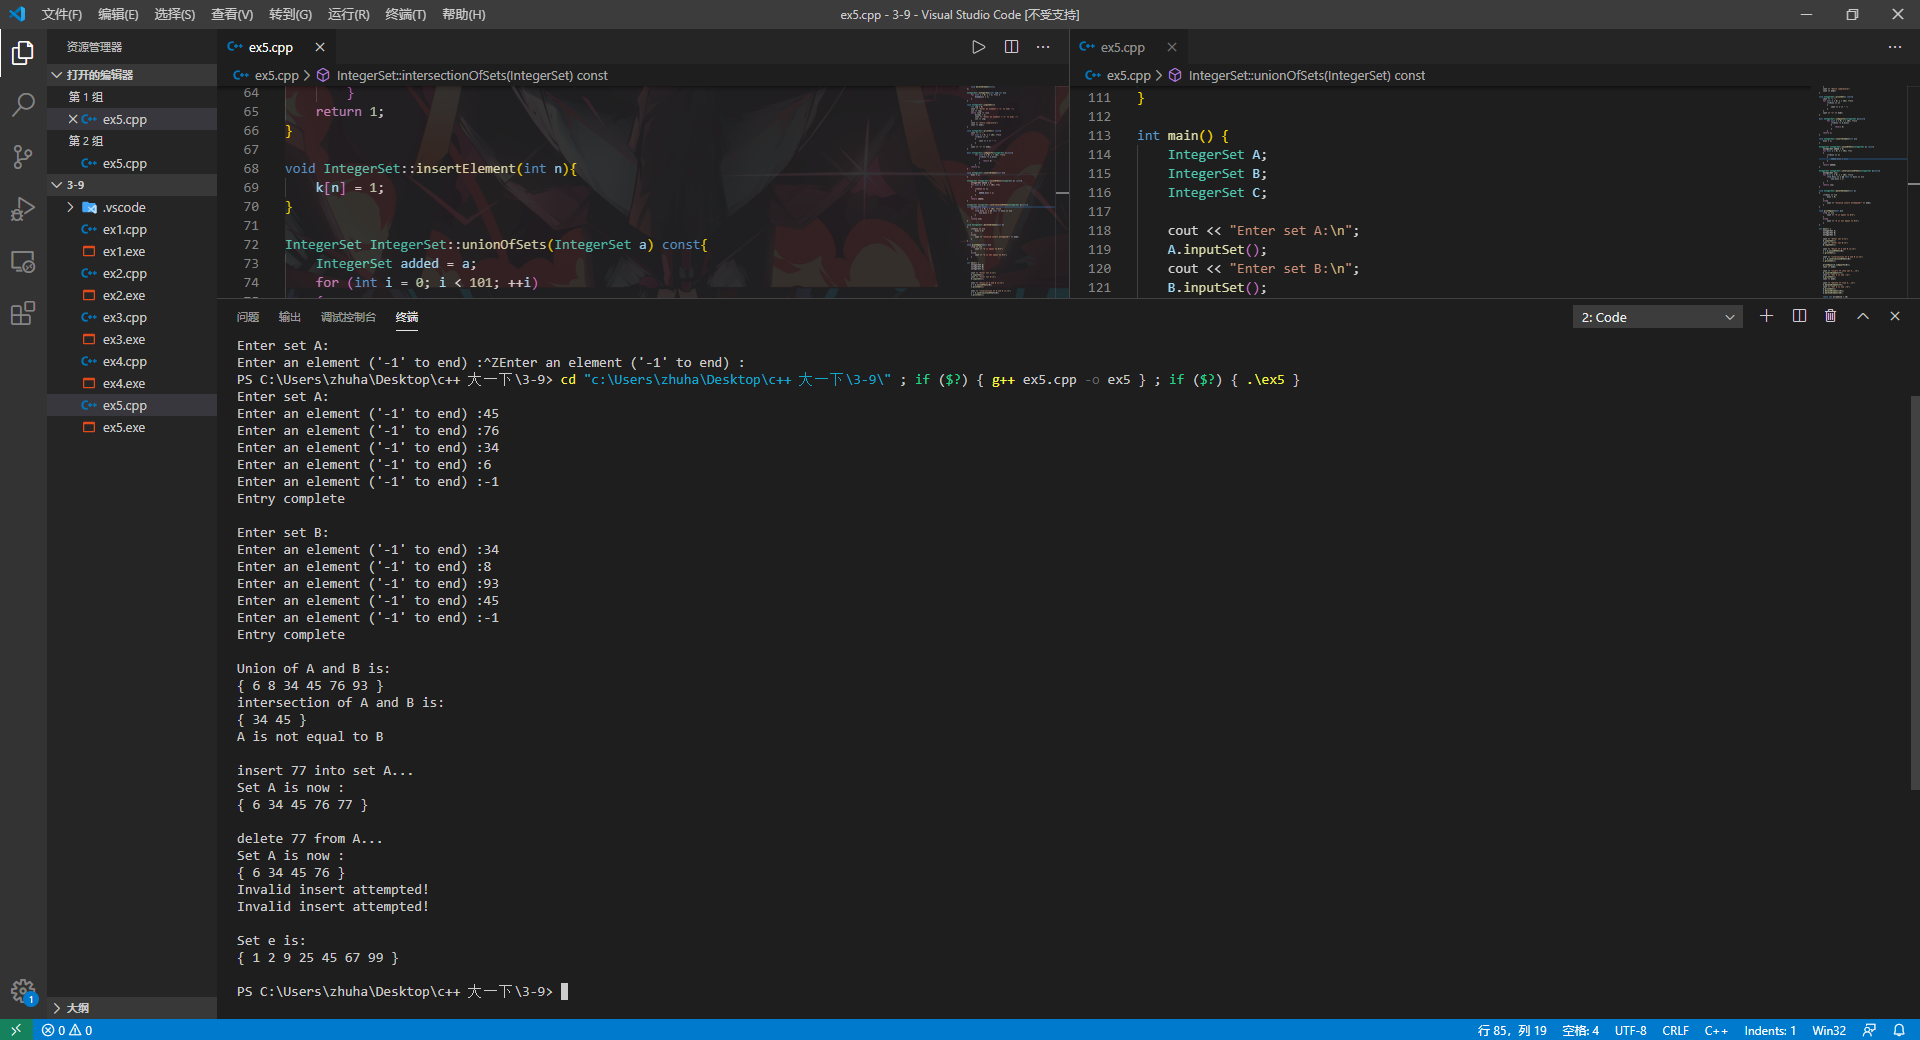 文件(F) 编辑(E) 选择(S) 查看(V) 转到(G) 运行(R) 终端(T) 帮助(H) ex5.cpp - 3-9 - Visual Studio Code [不受支持]
资源管理器
打开的编辑器
第 1 组
ex5.cpp
第 2 组
ex5.cpp
3-9
.vscode
ex1.cpp
ex1.exe
ex2.cpp
ex2.exe
ex3.cpp
ex3.exe
ex4.cpp
ex4.exe
ex5.cpp
ex5.exe
大纲
ex5.cpp
ex5.cpp > IntegerSet::intersectionOfSets(IntegerSet) const
64 }
65 return 1;
66 }
67
68 void IntegerSet::insertElement(int n){
69 k[n] = 1;
70 }
71
72 IntegerSet IntegerSet::unionOfSets(IntegerSet a) const{
73 IntegerSet added = a;
74 for (int i = 0; i < 101; ++i)
ex5.cpp
ex5.cpp > IntegerSet::unionOfSets(IntegerSet) const
111 }
112
113 int main() {
114 IntegerSet A;
115 IntegerSet B;
116 IntegerSet C;
117
118 cout << "Enter set A:\n";
119 A.inputSet();
120 cout << "Enter set B:\n";
121 B.inputSet();
问题 输出 调试控制台 终端 2: Code
Enter set A:
Enter an element ('-1' to end) :^ZEnter an element ('-1' to end) :
PS C:\Users\zhuha\Desktop\c++ 大一下\3-9> cd "c:\Users\zhuha\Desktop\c++ 大一下\3-9\" ; if ($?) { g++ ex5.cpp -o ex5 } ; if ($?) { .\ex5 }
Enter set A:
Enter an element ('-1' to end) :45
Enter an element ('-1' to end) :76
Enter an element ('-1' to end) :34
Enter an element ('-1' to end) :6
Enter an element ('-1' to end) :-1
Entry complete
Enter set B:
Enter an element ('-1' to end) :34
Enter an element ('-1' to end) :8
Enter an element ('-1' to end) :93
Enter an element ('-1' to end) :45
Enter an element ('-1' to end) :-1
Entry complete
Union of A and B is:
{ 6 8 34 45 76 93 }
intersection of A and B is:
{ 34 45 }
A is not equal to B
insert 77 into set A...
Set A is now :
{ 6 34 45 76 77 }
delete 77 from A...
Set A is now :
{ 6 34 45 76 }
Invalid insert attempted!
Invalid insert attempted!
Set e is:
{ 1 2 9 25 45 67 99 }
PS C:\Users\zhuha\Desktop\c++ 大一下\3-9>
1
0 0 行 85，列 19 空格: 4 UTF-8 CRLF C++ Indents: 1 Win32